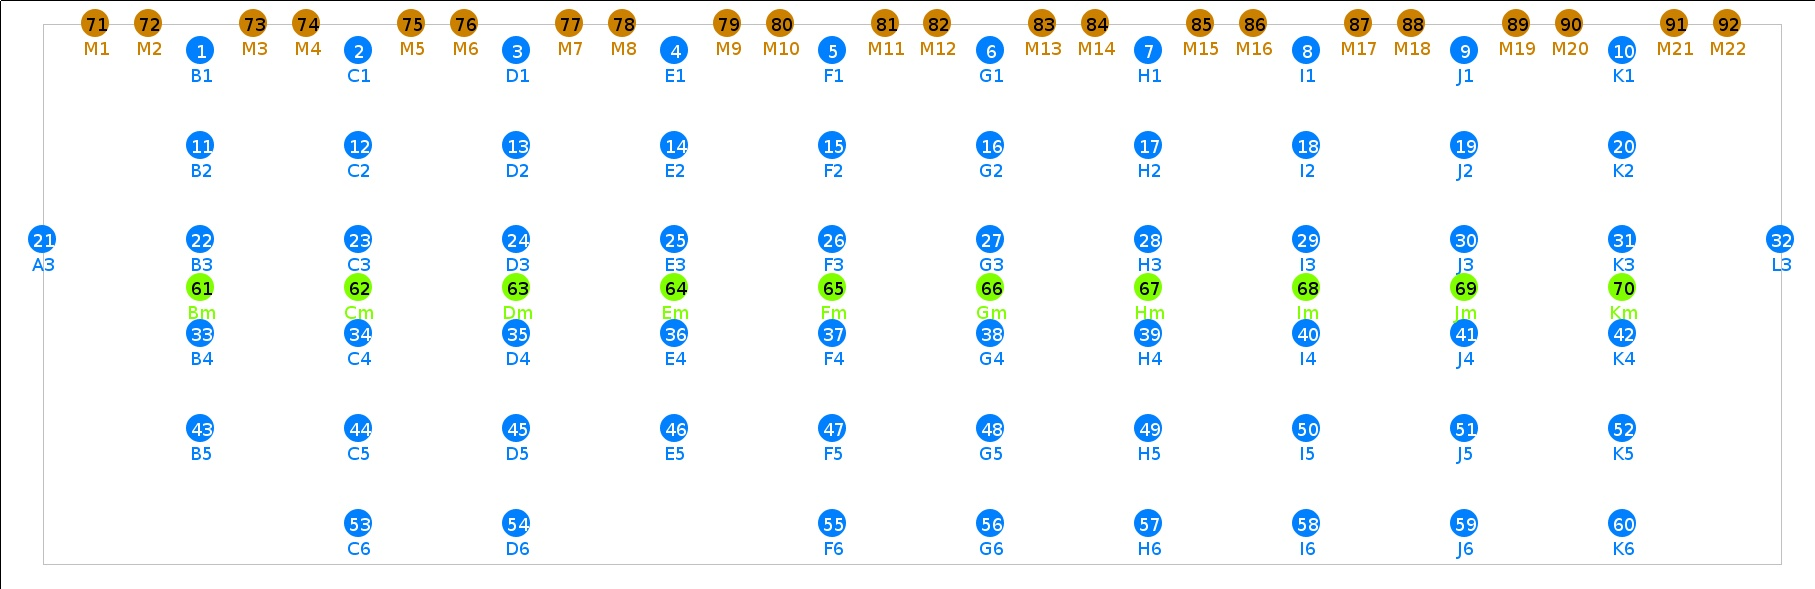 71 72 73 74 75 76 77 78 79 80 81 82 83 84 85 86 87 88 89 90 91 92
M1 M2 M3 M4 M5 M6 M7 M8 M9 M10 M11 M12 M13 M14 M15 M16 M17 M18 M19 M20 M21 M22
1 2 3 4 5 6 7 8 9 10
B1 C1 D1 E1 F1 G1 H1 I1 J1 K1
11 12 13 14 15 16 17 18 19 20
B2 C2 D2 E2 F2 G2 H2 I2 J2 K2
21 22 23 24 25 26 27 28 29 30 31 32
A3 B3 C3 D3 E3 F3 G3 H3 I3 J3 K3 L3
61 62 63 64 65 66 67 68 69 70
Bm Cm Dm Em Fm Gm Hm Im Jm Km
33 34 35 36 37 38 39 40 41 42
B4 C4 D4 E4 F4 G4 H4 I4 J4 K4
43 44 45 46 47 48 49 50 51 52
B5 C5 D5 E5 F5 G5 H5 I5 J5 K5
53 54 55 56 57 58 59 60
C6 D6 F6 G6 H6 I6 J6 K6